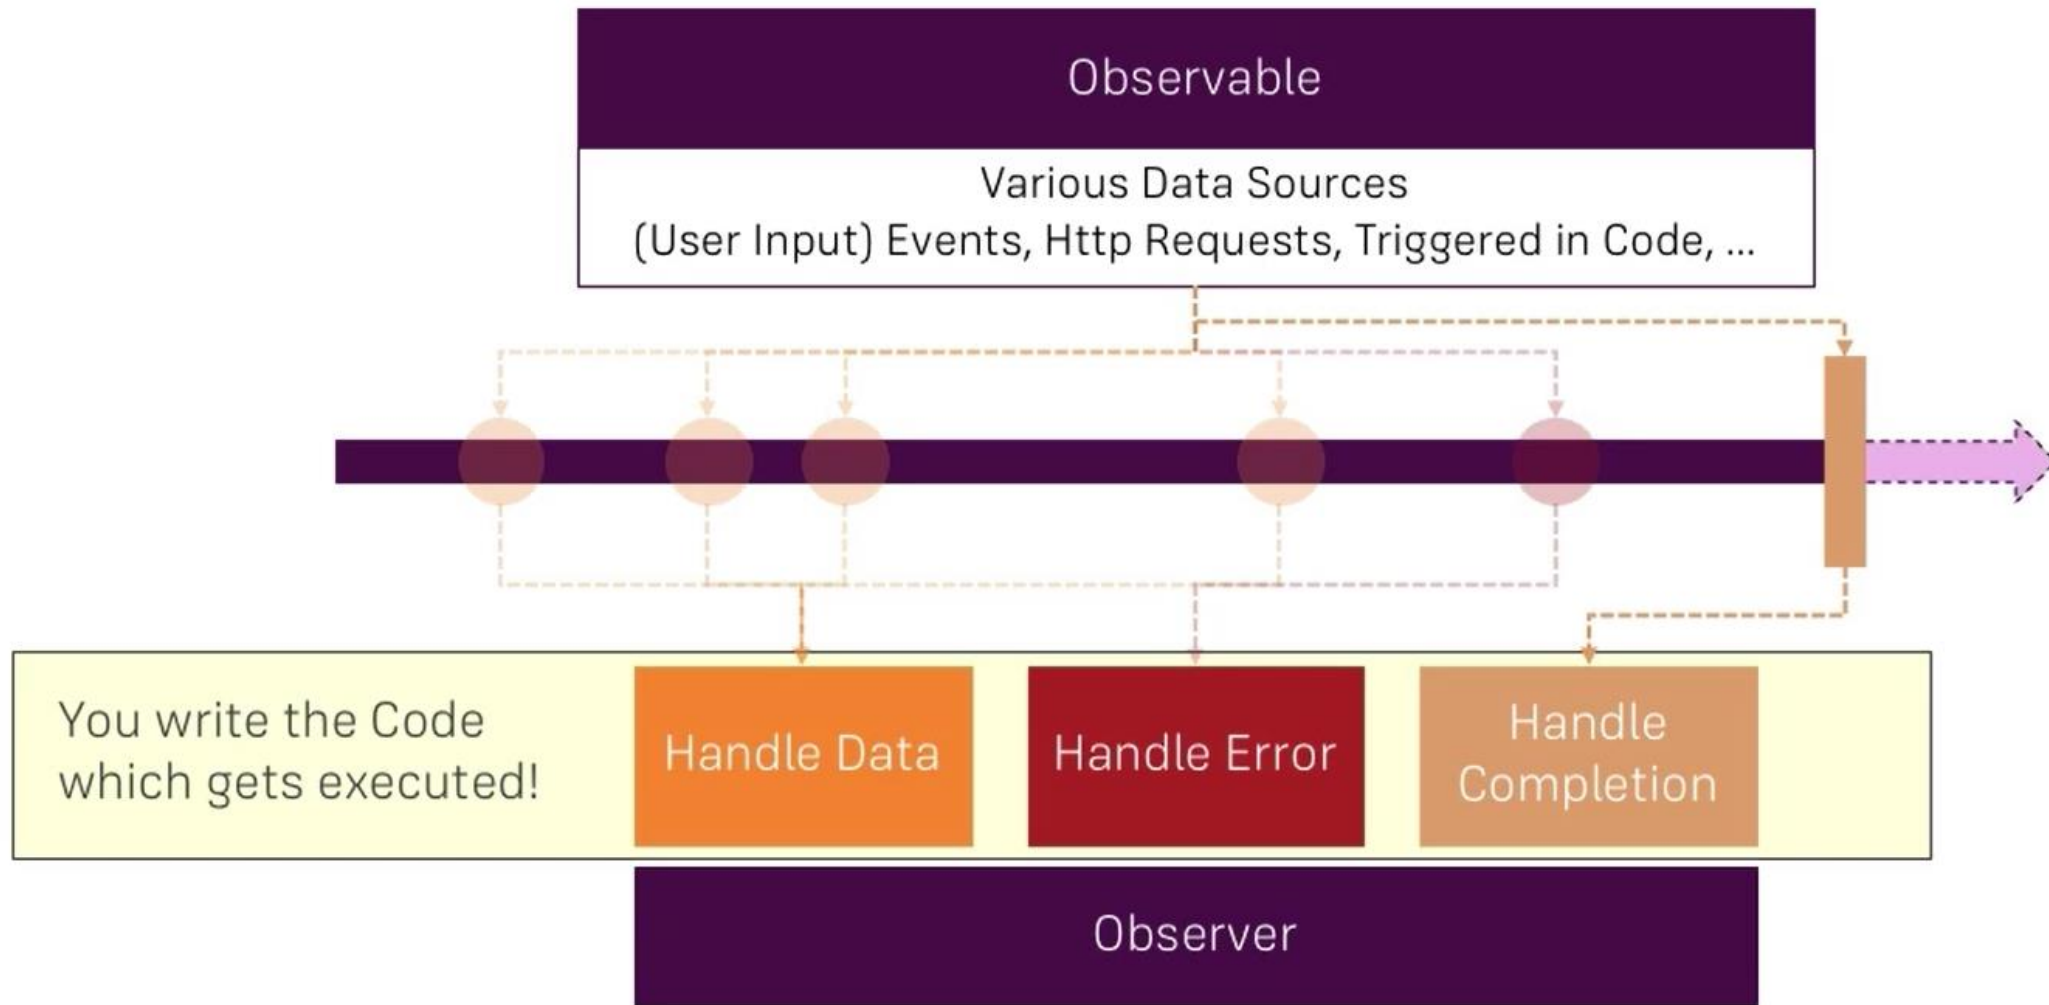 Observable
Various Data Sources
(User Input) Events, Http Requests, Triggered in Code, ...
You write the Code
which gets executed!
Handle Data
Handle Error
Handle
Completion
Observer